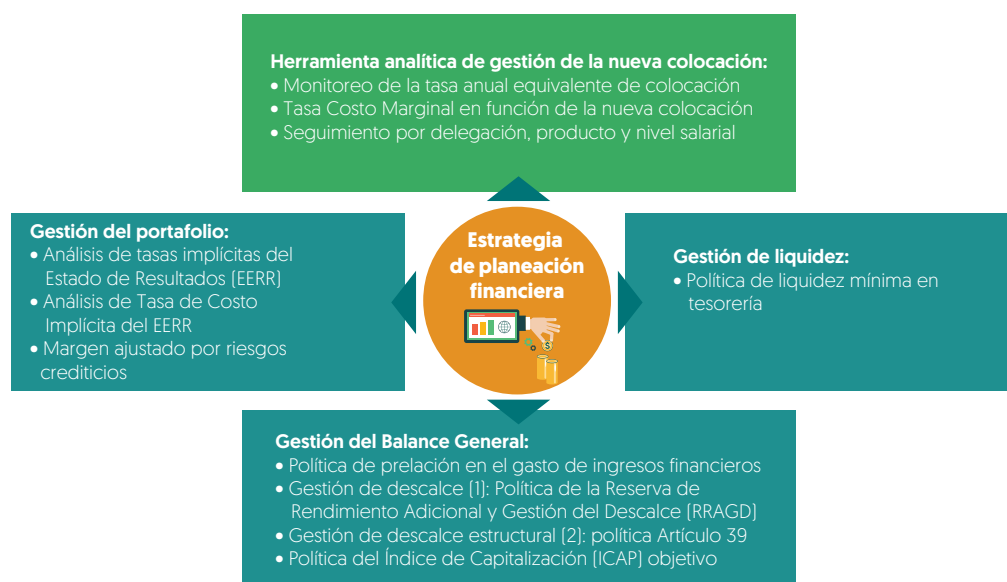 Herramienta analítica de gestión de la nueva colocación:
• Monitoreo de la tasa anual equivalente de colocación
• Tasa Costo Marginal en función de la nueva colocación
• Seguimiento por delegación, producto y nivel salarial
Gestión del portafolio:
• Análisis de tasas implícitas del
Estado de Resultados (EERR)
• Análisis de Tasa de Costo
Implícita del EERR
• Margen ajustado por riesgos
crediticios
Estrategia
de planeación
financiera
$
Gestión de liquidez:
• Política de liquidez mínima en
tesorería
Gestión del Balance General:
• Política de prelación en el gasto de ingresos financieros
• Gestión de descalce (1): Política de la Reserva de
Rendimiento Adicional y Gestión del Descalce (RRAGD)
• Gestión de descalce estructural (2): política Artículo 39
• Política del Índice de Capitalización (ICAP) objetivo